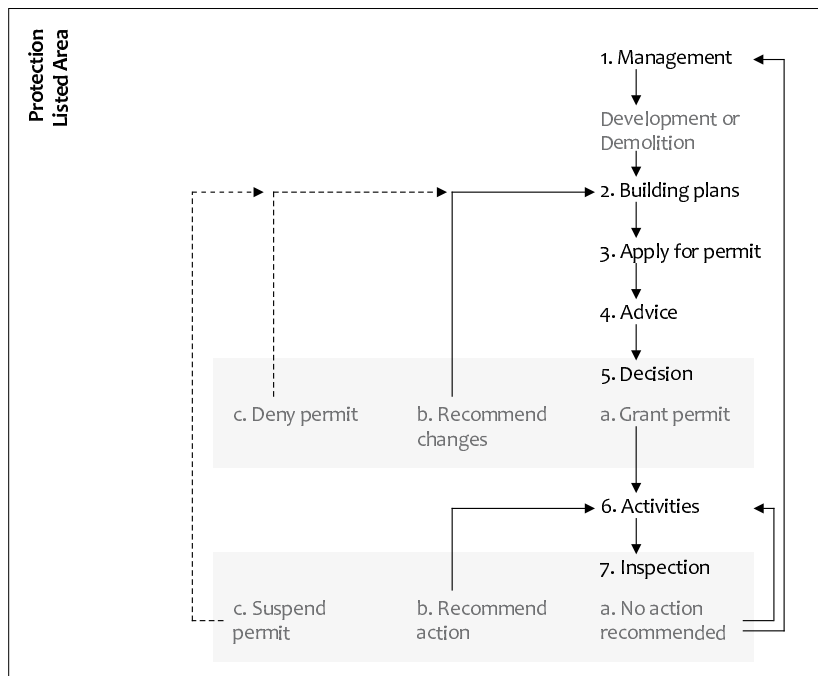 Protection
Listed Area
1. Management
Development or
Demolition
2. Building plans
3. Apply for permit
4. Advice
5. Decision
c. Deny permit
b. Recommend
changes
a. Grant permit
6. Activities
7. Inspection
c. Suspend
permit
b. Recommend
action
a. No action
recommended